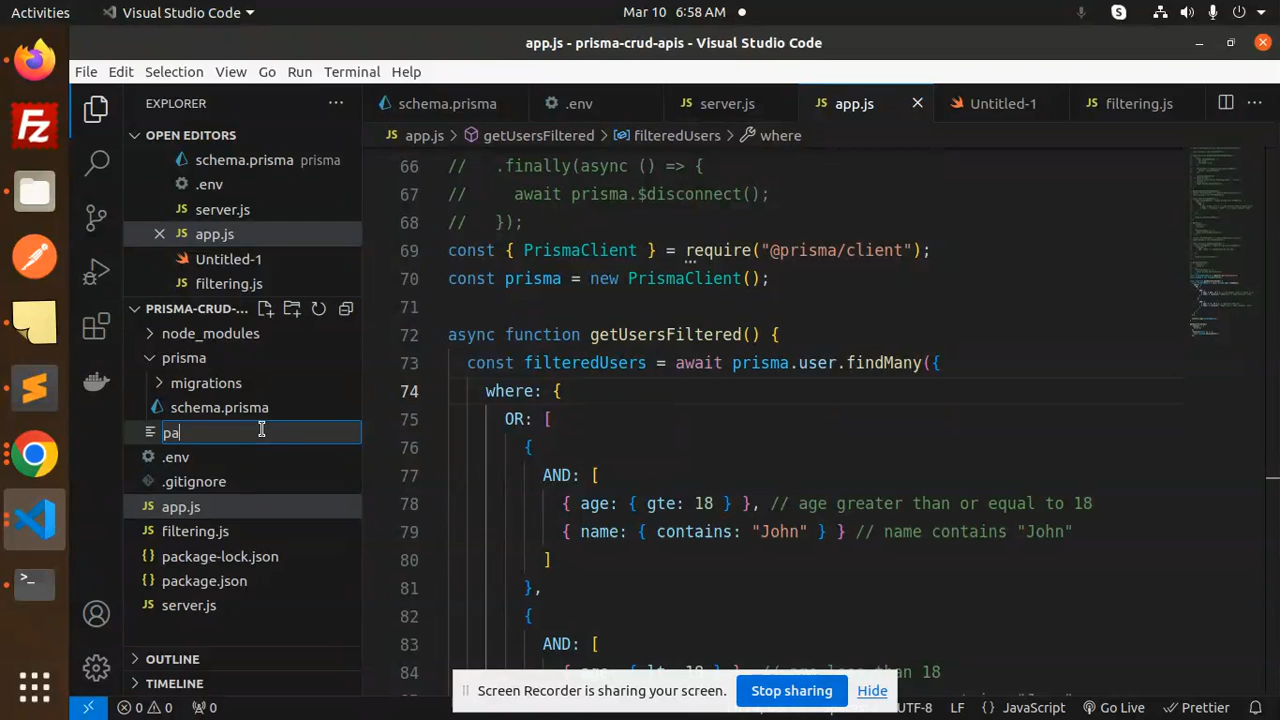 Activities
Visual Studio Code
Mar 10 6:58 AM
app.js - prisma-crud-apis - Visual Studio Code
File Edit Selection View Go Run Terminal Help
EXPLORER
schema.prisma
.env
server.js
app.js
Untitled-1
filtering.js
app.js > getUsersFiltered > filteredUsers > where
OPEN EDITORS
schema.prisma prisma
.env
server.js
app.js
Untitled-1
filtering.js
PRISMA-CRUD-...
node_modules
prisma
migrations
schema.prisma
pa
.env
.gitignore
app.js
filtering.js
package-lock.json
package.json
server.js
OUTLINE
TIMELINE
66 // .finally(async () => {
67 // await prisma.$disconnect();
68 // });
69 const { PrismaClient } = require("@prisma/client");
70 const prisma = new PrismaClient();
71
72 async function getUsersFiltered() {
73 const filteredUsers = await prisma.user.findMany({
74 where: {
75 OR: [
76 {
77 AND: [
78 { age: { gte: 18 } }, // age greater than or equal to 18
79 { name: { contains: "John" } } // name contains "John"
80 ]
81 },
82 {
83 AND: [
84 { age: { lt: 18 } }, // age less than 18
Screen Recorder is sharing your screen.
Stop sharing
Hide
0 0 0
UTF-8 LF {} JavaScript Go Live Prettier